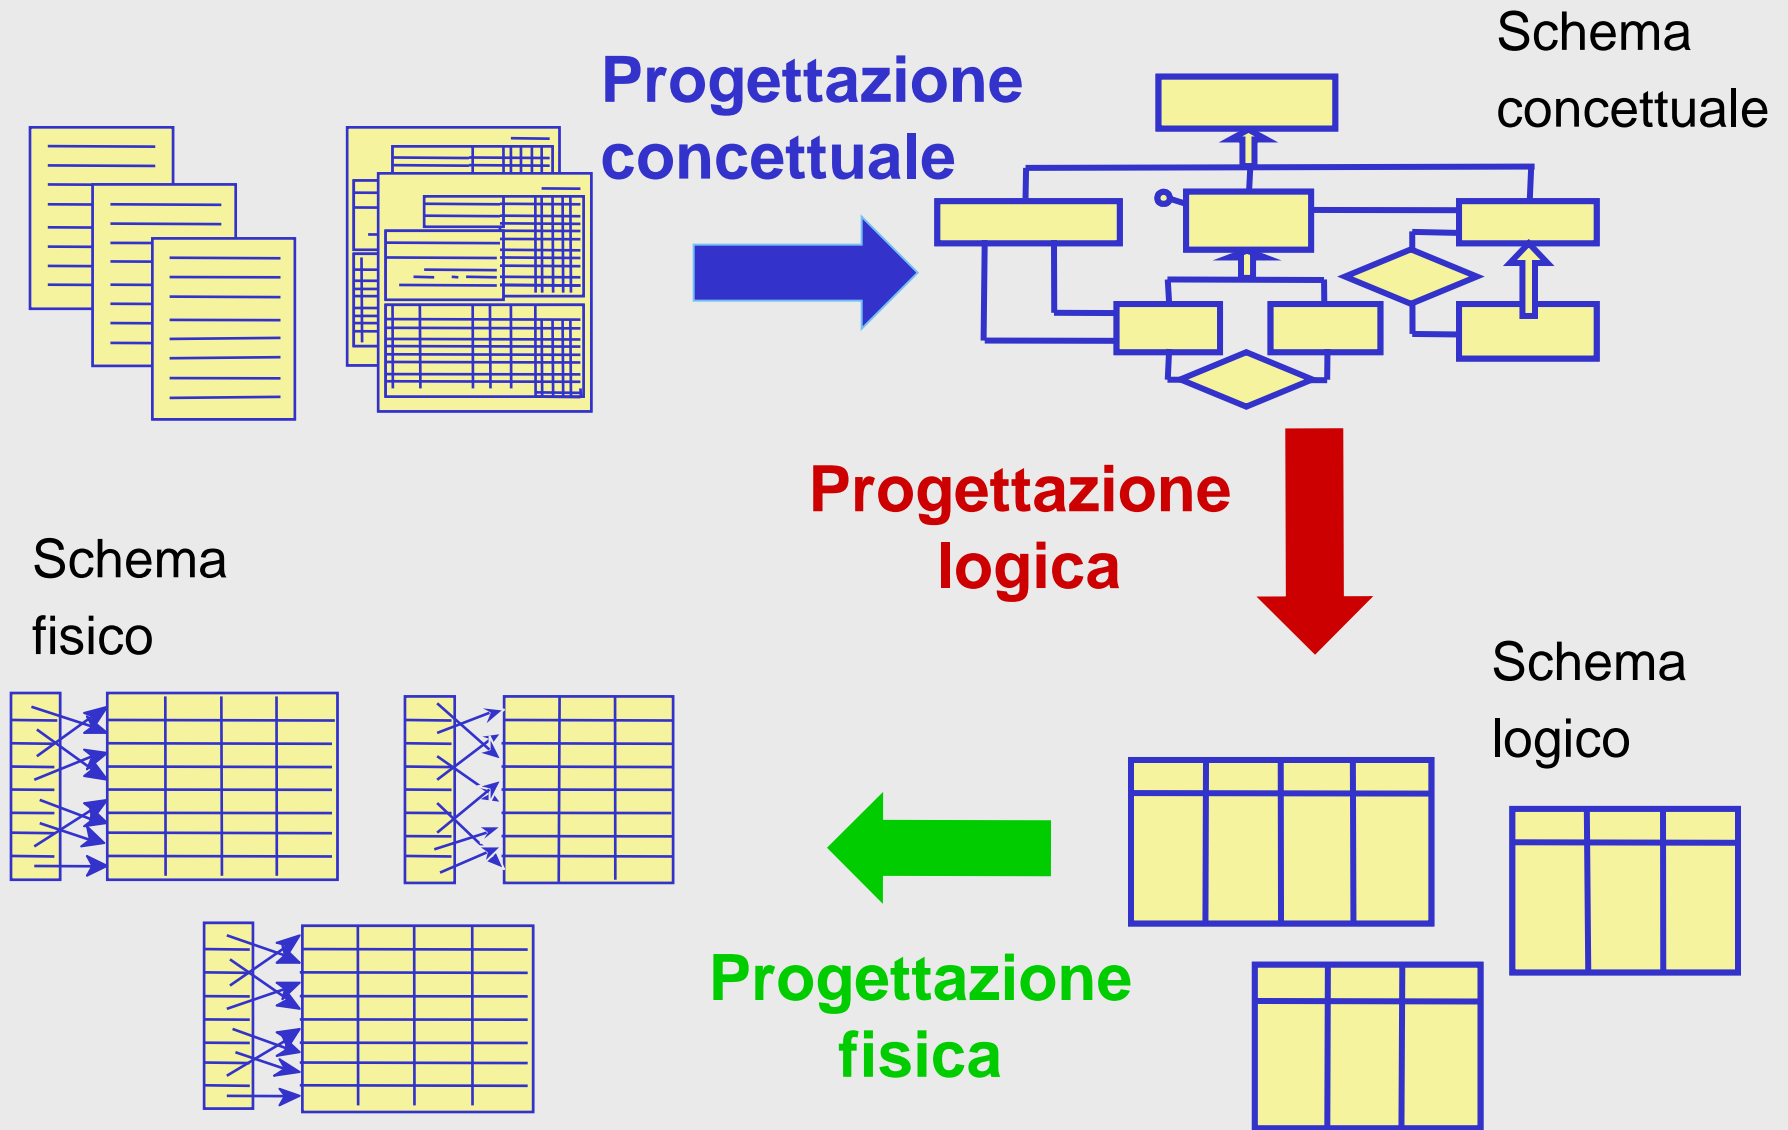 Progettazione
concettuale
Schema
concettuale
Progettazione
logica
Schema
fisico
Schema
logico
Progettazione
fisica